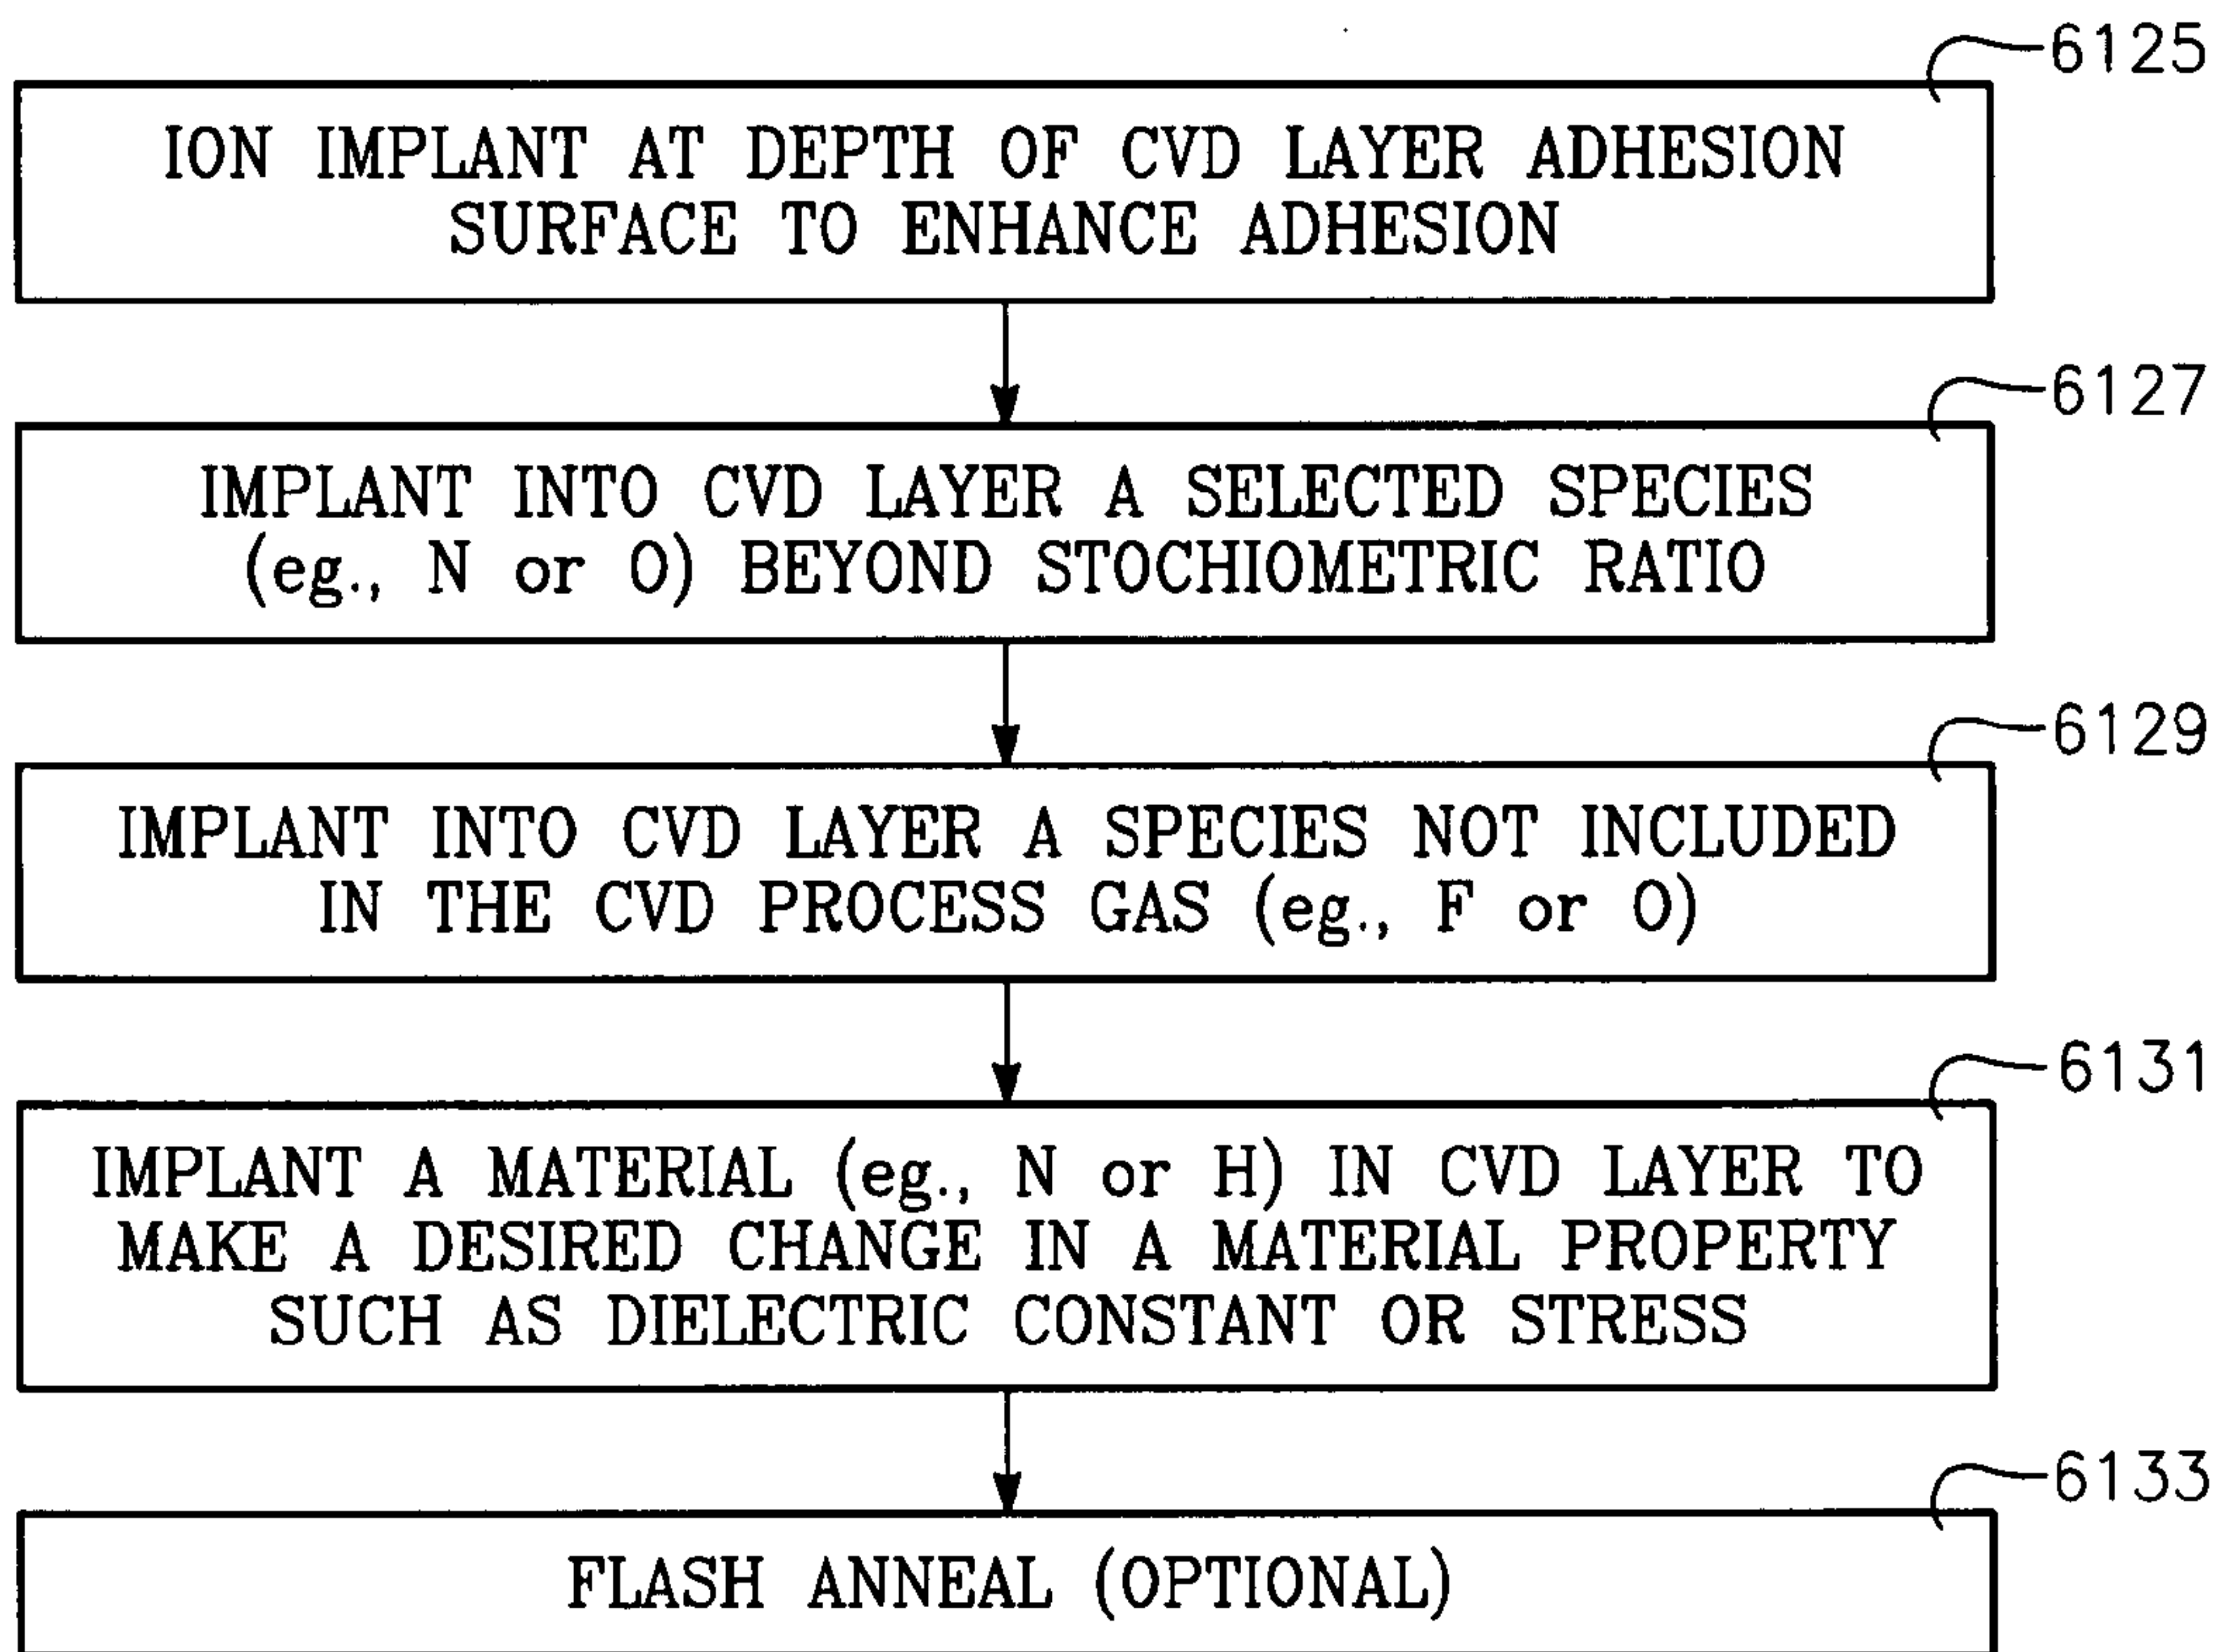 6125
ION IMPLANT AT DEPTH OF CVD LAYER ADHESION
SURFACE TO ENHANCE ADHESION
6127
IMPLANT INTO CVD LAYER A SELECTED SPECIES
(eg., N or O) BEYOND STOCHIOMETRIC RATIO
6129
IMPLANT INTO CVD LAYER A SPECIES NOT INCLUDED
IN THE CVD PROCESS GAS (eg., F or O)
6131
IMPLANT A MATERIAL (eg., N or H) IN CVD LAYER TO
MAKE A DESIRED CHANGE IN A MATERIAL PROPERTY
SUCH AS DIELECTRIC CONSTANT OR STRESS
6133
FLASH ANNEAL (OPTIONAL)